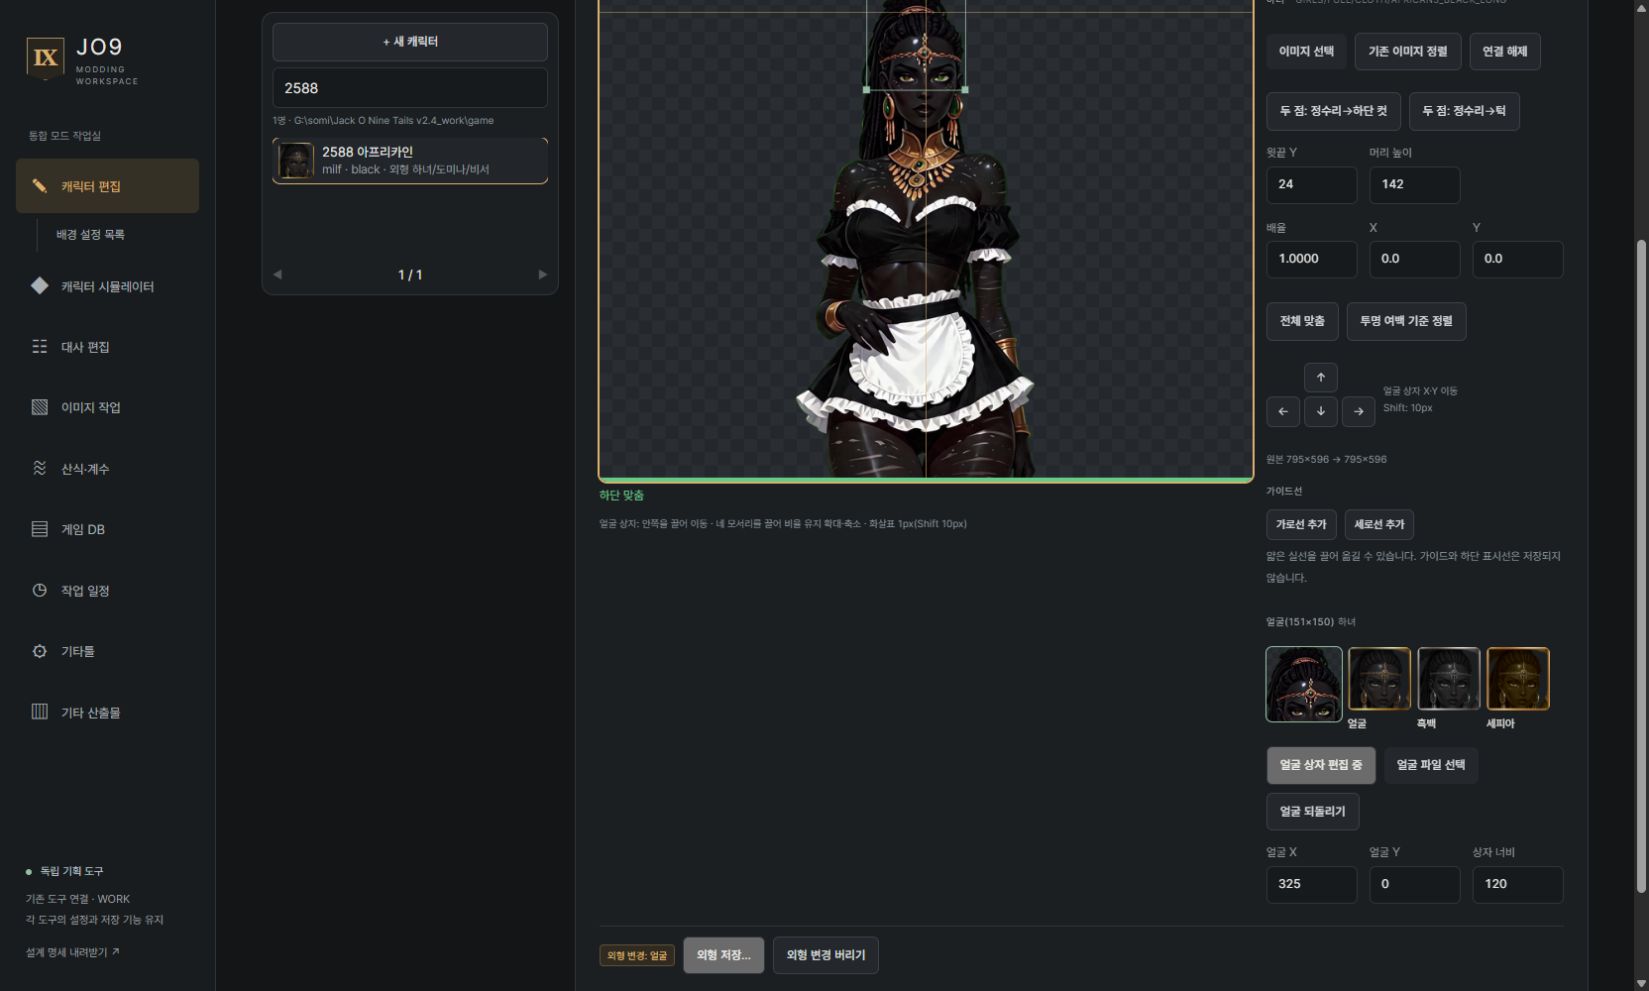 IX
JO9
MODDING
WORKSPACE
통합 모드 작업실
캐릭터 편집
배경 설정 목록
캐릭터 시뮬레이터
대사 편집
이미지 작업
산식·계수
게임 DB
작업 일정
기타툴
기타 산출물
독립 기획 도구
기존 도구 연결 · WORK
각 도구의 설정과 저장 기능 유지
설계 명세 내려받기 ↗
+ 새 캐릭터
2588
1명 · G:\somi\Jack O Nine Tails v2.4_work\game
2588 아프리카인
milf · black · 외형 하녀/도미나/비서
1 / 1
하단 맞춤
얼굴 상자: 안쪽을 끌어 이동 · 네 모서리를 끌어 비율 유지 확대·축소 · 화살표 1px(Shift 10px)
이미지 선택
기존 이미지 정렬
연결 해제
두 점: 정수리→하단 컷
두 점: 정수리→턱
윗끝 Y
머리 높이
24
142
배율
X
Y
1.0000
0.0
0.0
전체 맞춤
투명 여백 기준 정렬
↑
← ↓ →
얼굴 상자 X·Y 이동
Shift: 10px
원본 795×596 → 795×596
가이드선
가로선 추가
세로선 추가
얇은 실선을 끌어 옮길 수 있습니다. 가이드와 하단 표시선은 저장되지
않습니다.
얼굴(151×150) 하녀
얼굴
흑백
세피아
얼굴 상자 편집 중
얼굴 파일 선택
얼굴 되돌리기
얼굴 X
얼굴 Y
상자 너비
325
0
120
외형 변경: 얼굴
외형 저장...
외형 변경 버리기